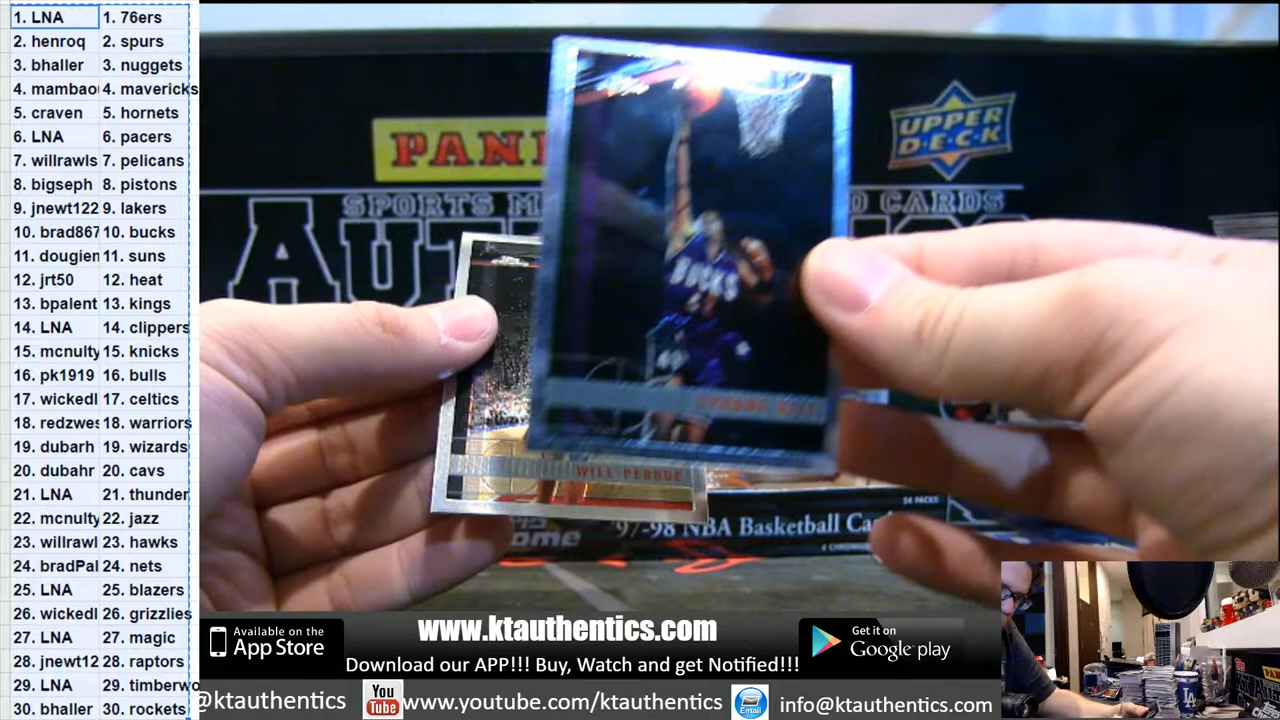 1. LNA 1. 76ers
2. henroq 2. spurs
3. bhaller 3. nuggets
4. mambaou 4. mavericks
5. craven 5. hornets
6. LNA 6. pacers
7. willrawls 7. pelicans
8. bigseph 8. pistons
9. jnewt122 9. lakers
10. brad867 10. bucks
11. dougien 11. suns
12. jrt50 12. heat
13. bpalent 13. kings
14. LNA 14. clippers
15. mcnulty 15. knicks
16. pk1919 16. bulls
17. wickedl 17. celtics
18. redzwes 18. warriors
19. dubarh 19. wizards
20. dubahr 20. cavs
21. LNA 21. thunder
22. mcnulty 22. jazz
23. willrawl 23. hawks
24. bradPal 24. nets
25. LNA 25. blazers
26. wickedl 26. grizzlies
27. LNA 27. magic
28. jnewt12 28. raptors
29. LNA 29. timberwo
30. bhaller 30. rockets
PANI
UPPER
D·E·C·K
SPORTS M
D CARDS
BUCKS
WILL PERDUE
24 PACKS
97-98 NBA Basketball Ca
Available on the
App Store
www.ktauthentics.com
Download our APP!!! Buy, Watch and get Notified!!!
Get it on
Google play
@ktauthentics
You
Tube
www.youtube.com/ktauthentics
Email
info@ktauthentics.com
PANINI
LA